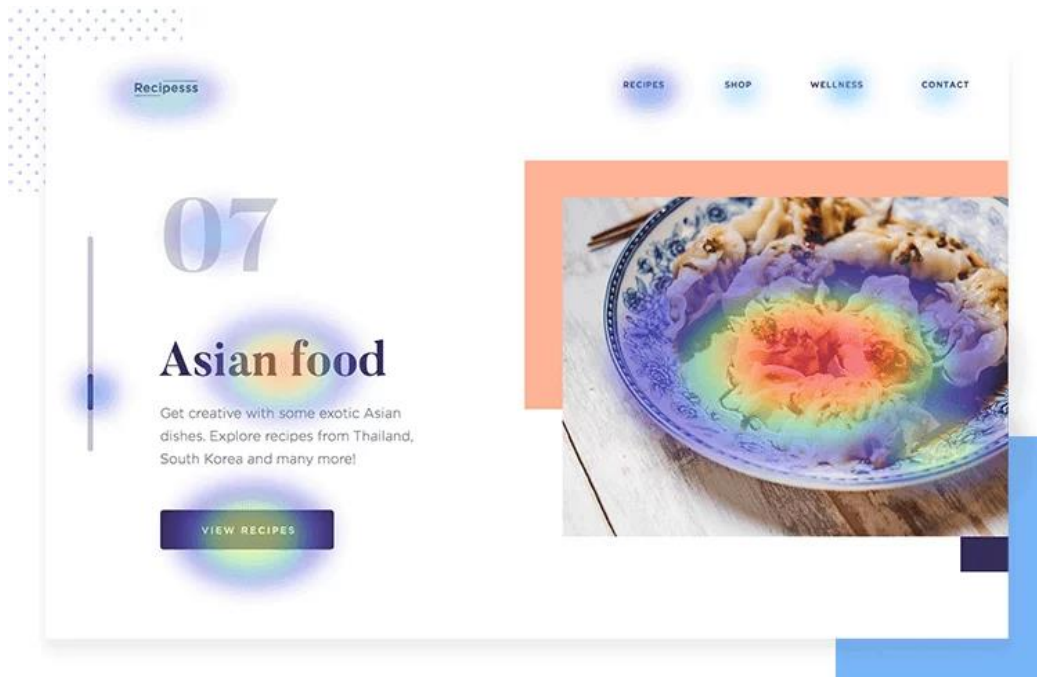 Recipesss
RECIPES SHOP WELLNESS CONTACT
07
Asian food
Get creative with some exotic Asian
dishes. Explore recipes from Thailand,
South Korea and many more!
VIEW RECIPES